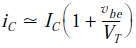 i_C ≃ I_C(1 + v_be/V_T)